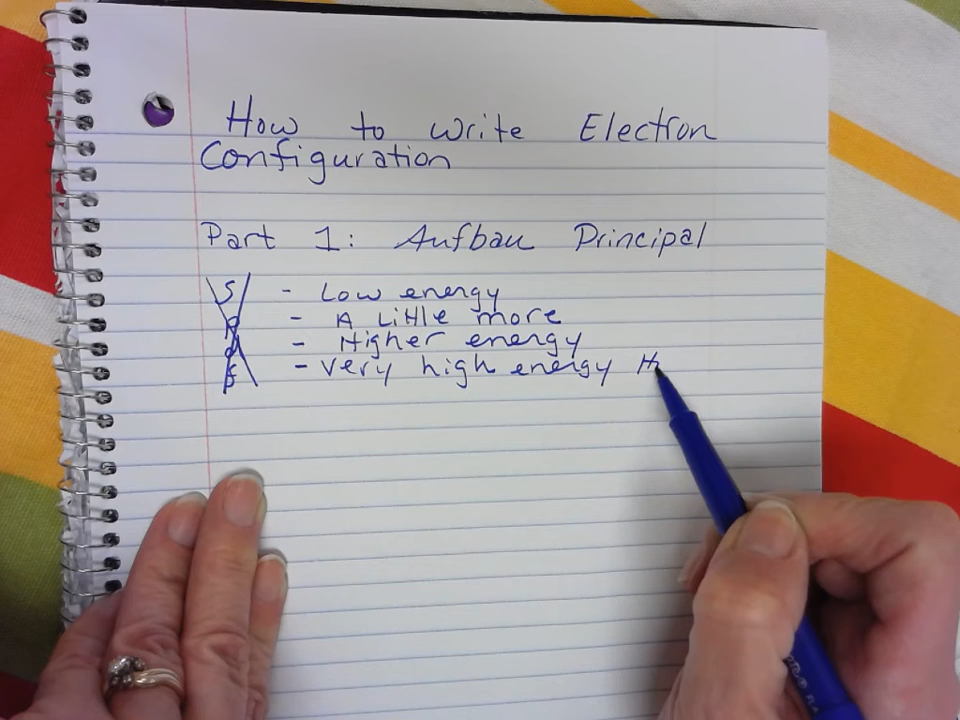 How to write Electron
Configuration
Part 1: Aufbau Principal
S - Low energy
p - A Little more
d - Higher energy
f - very high energy H